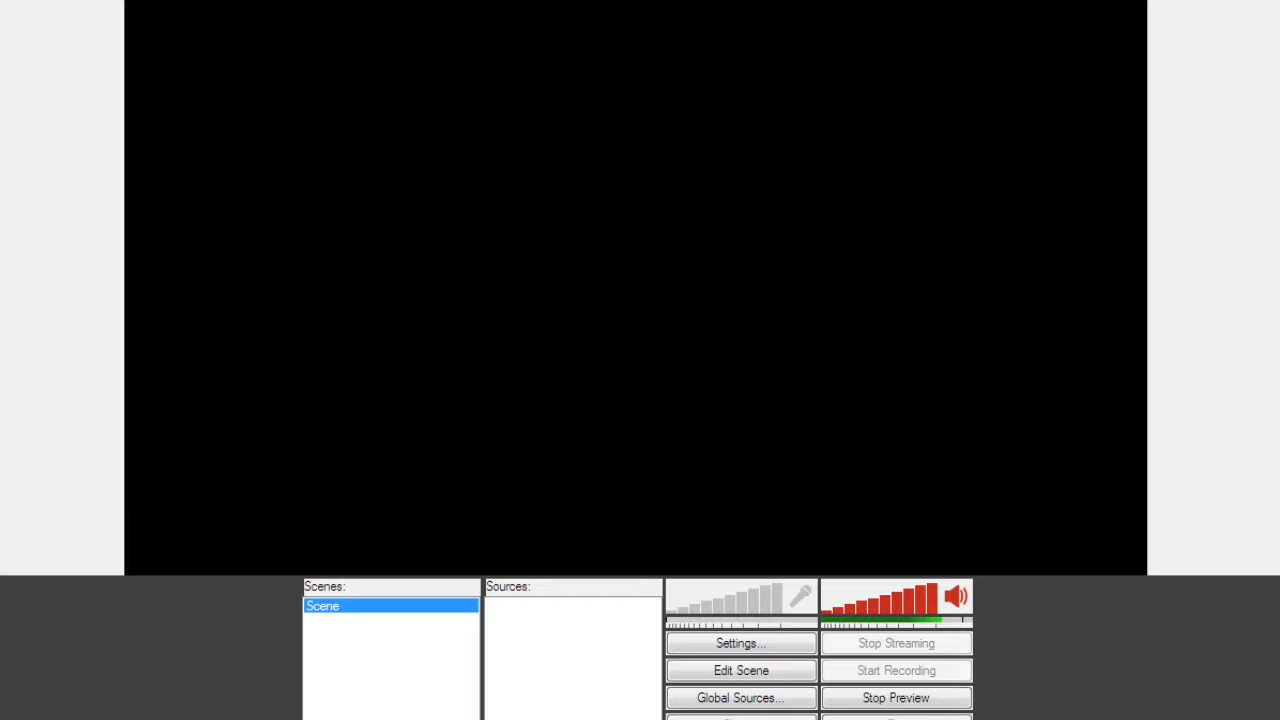 Scenes:
Sources:
Scene
Settings...
Stop Streaming
Edit Scene
Start Recording
Global Sources...
Stop Preview